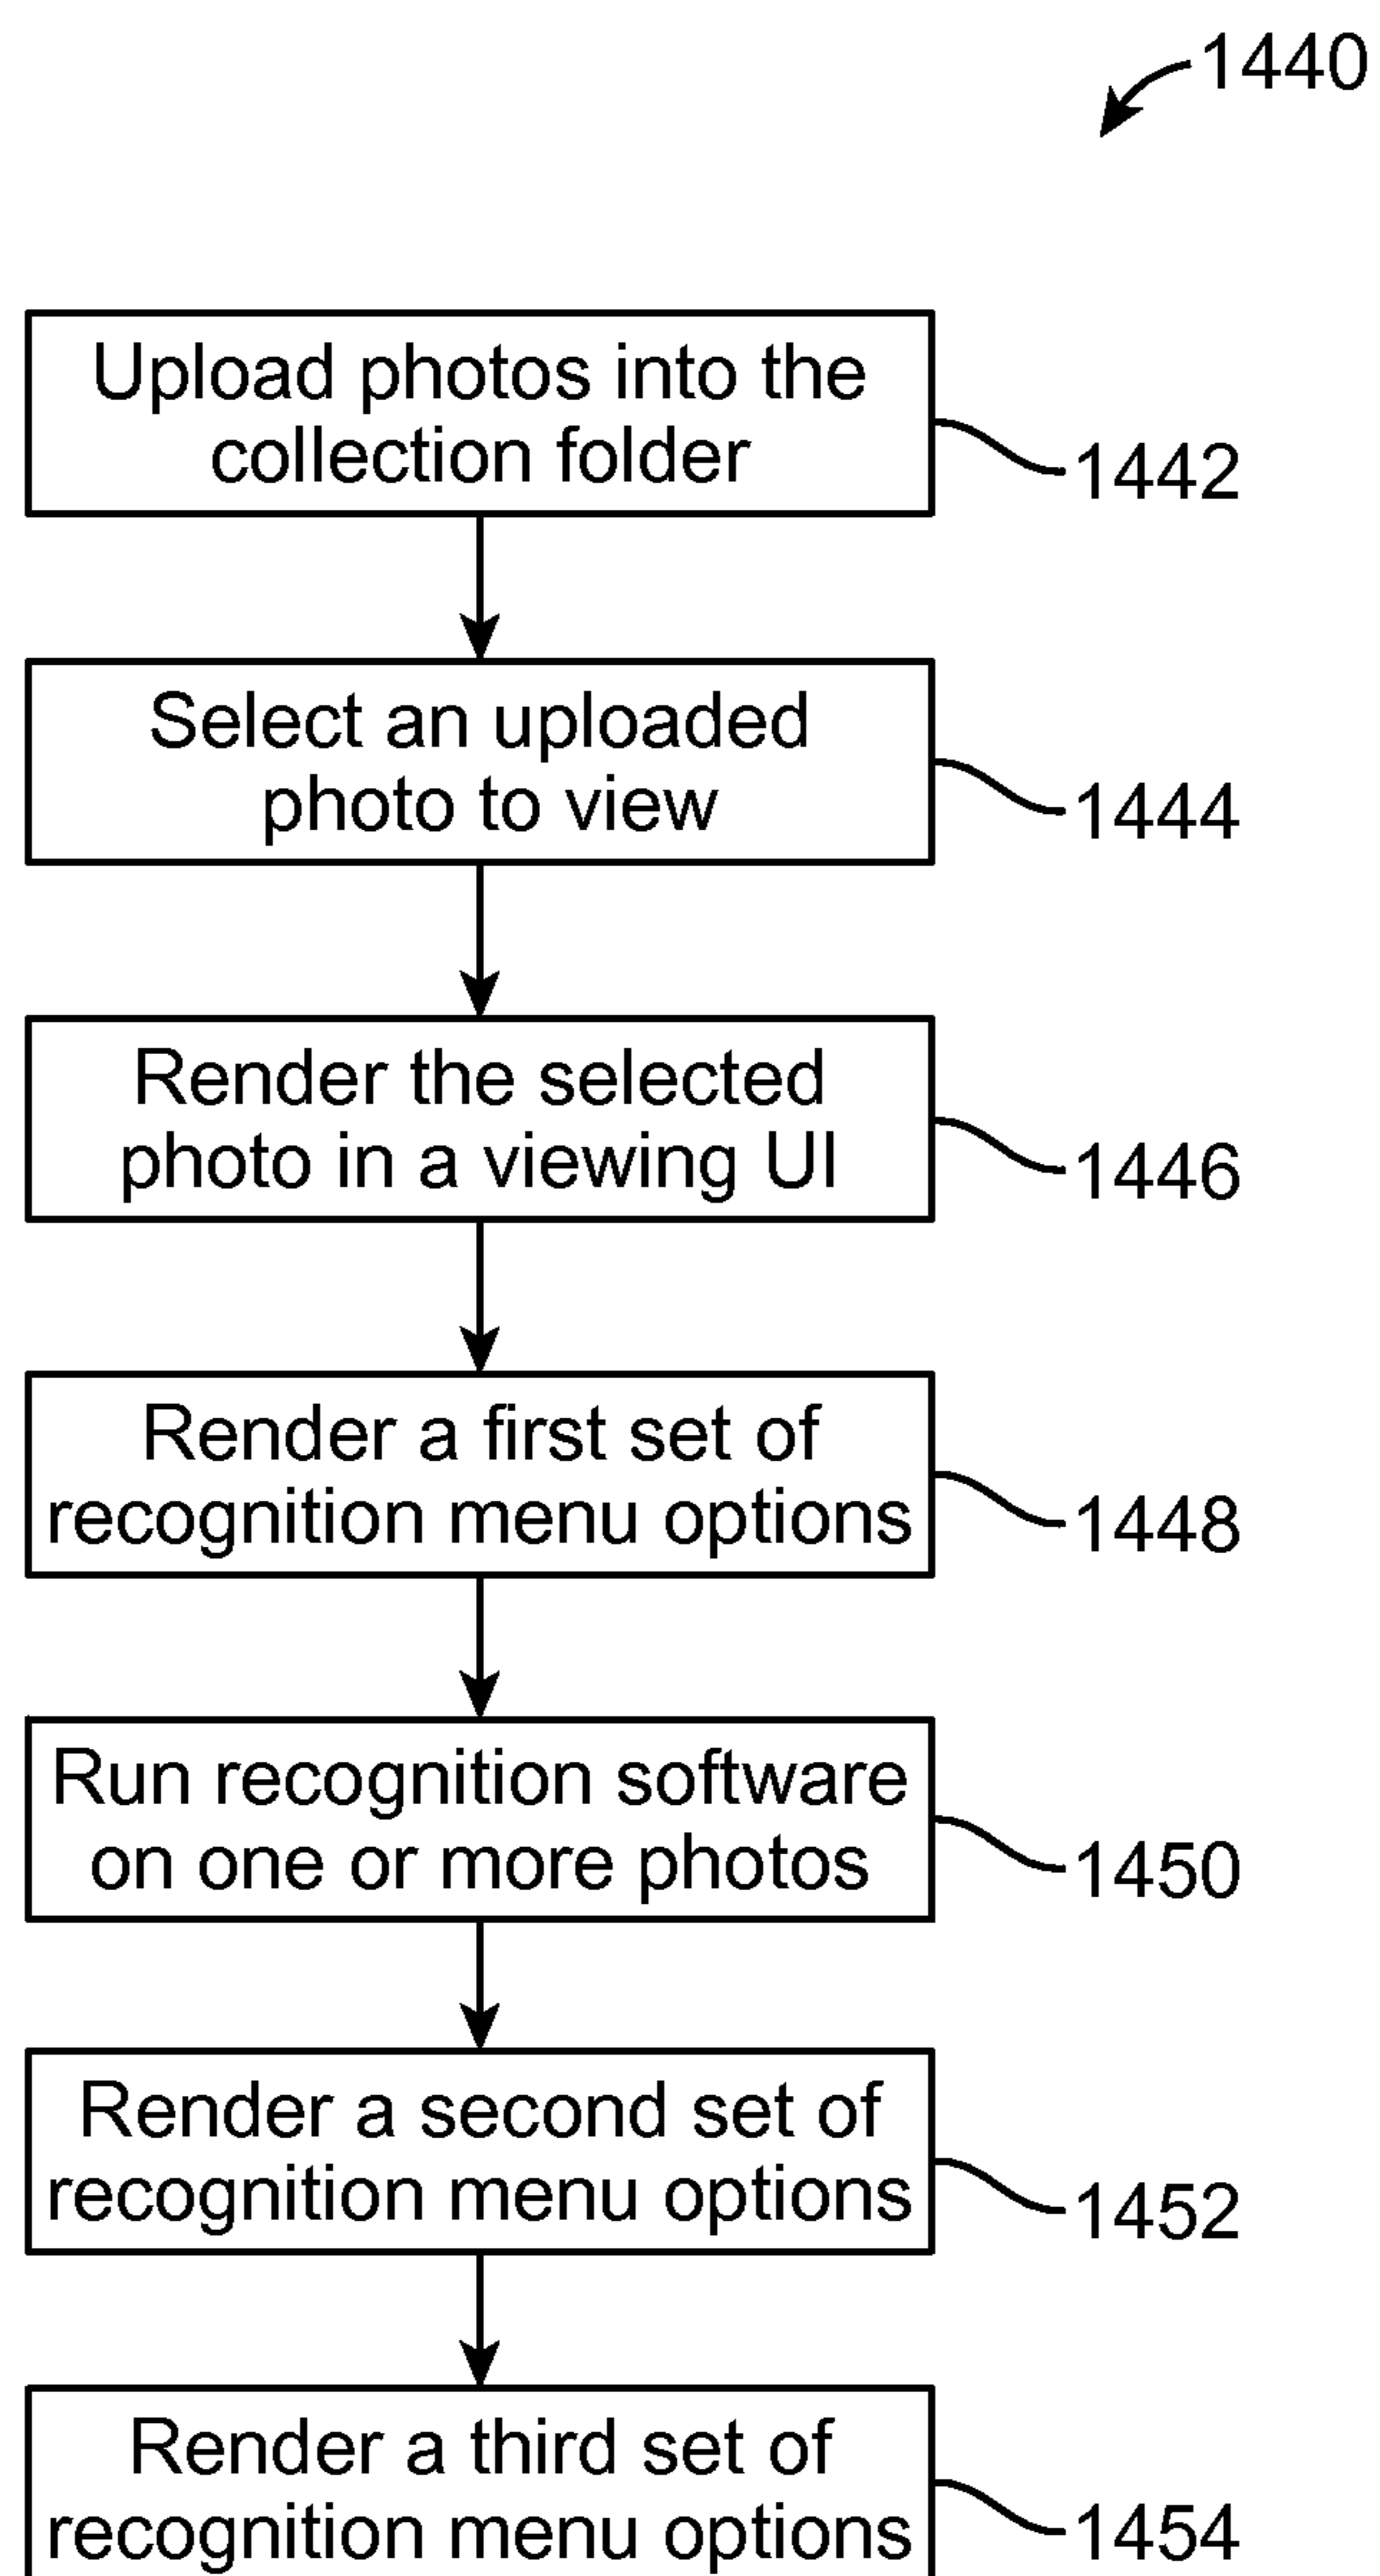 1440
Upload photos into the
collection folder
1442
Select an uploaded
photo to view
1444
Render the selected
photo in a viewing UI
1446
Render a first set of
recognition menu options
1448
Run recognition software
on one or more photos
1450
Render a second set of
recognition menu options
1452
Render a third set of
recognition menu options
1454